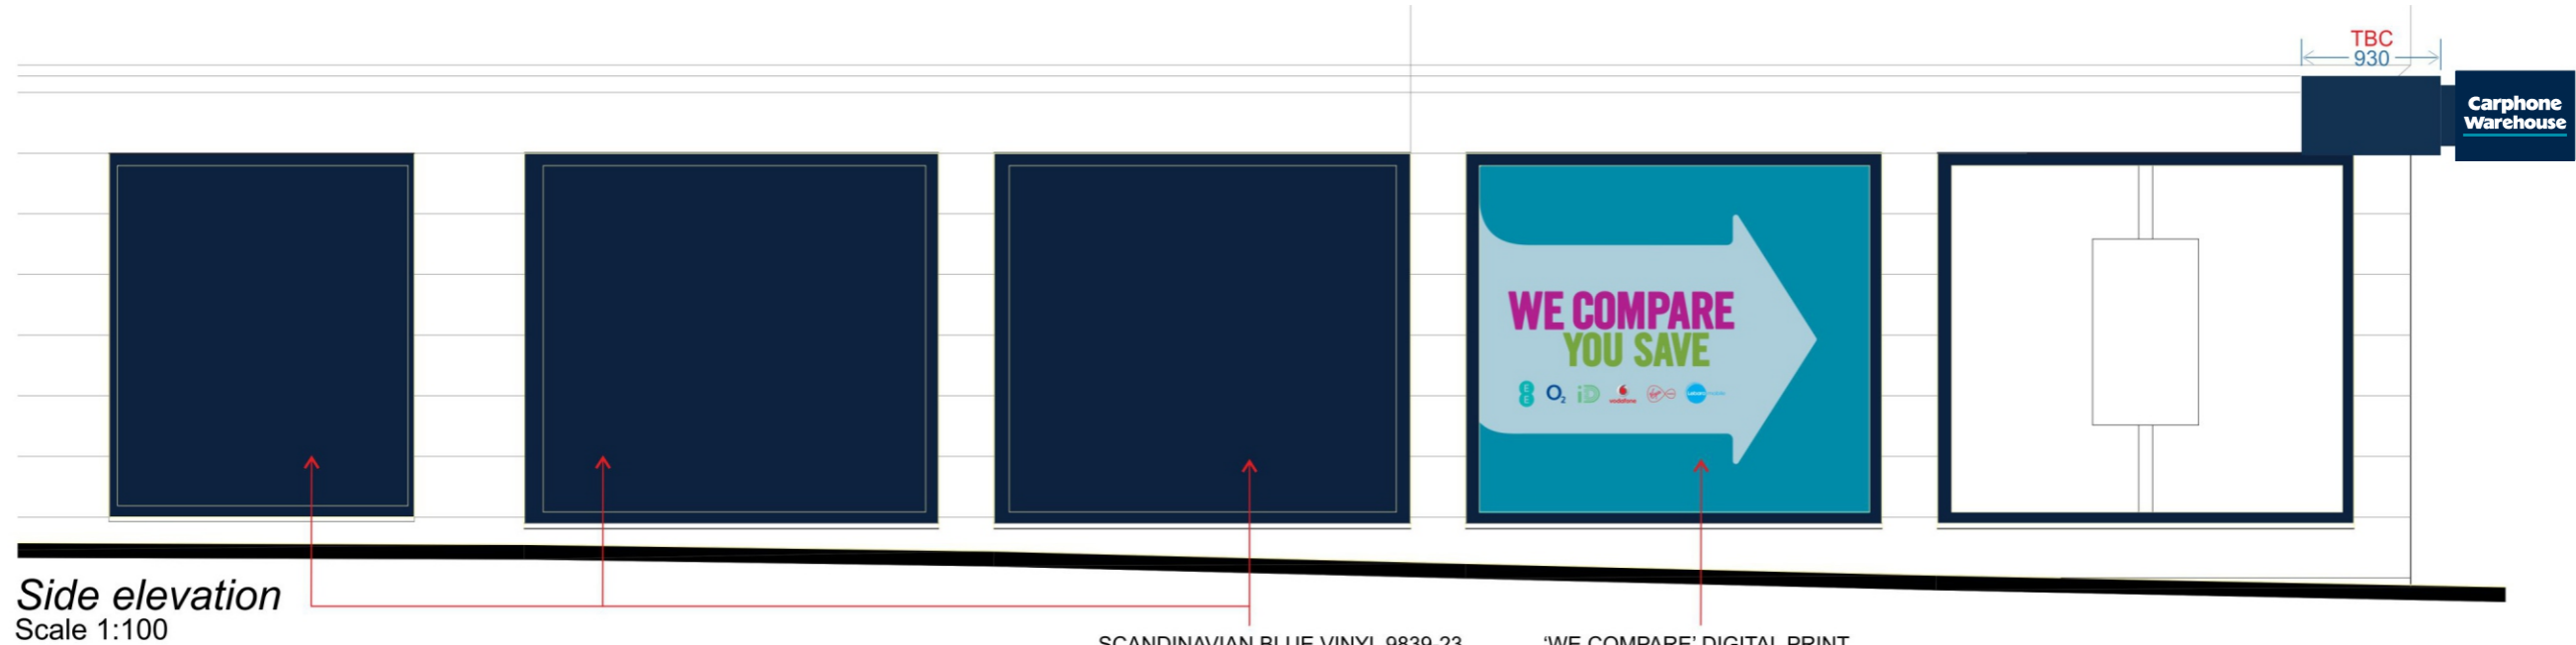 TBC
930
Carphone
Warehouse
WE COMPARE
YOU SAVE
E
E
O2
iD
vodafone
Side elevation
Scale 1:100
SCANDINAVIAN BLUE VINYL 9839-23
'WE COMPARE' DIGITAL PRINT